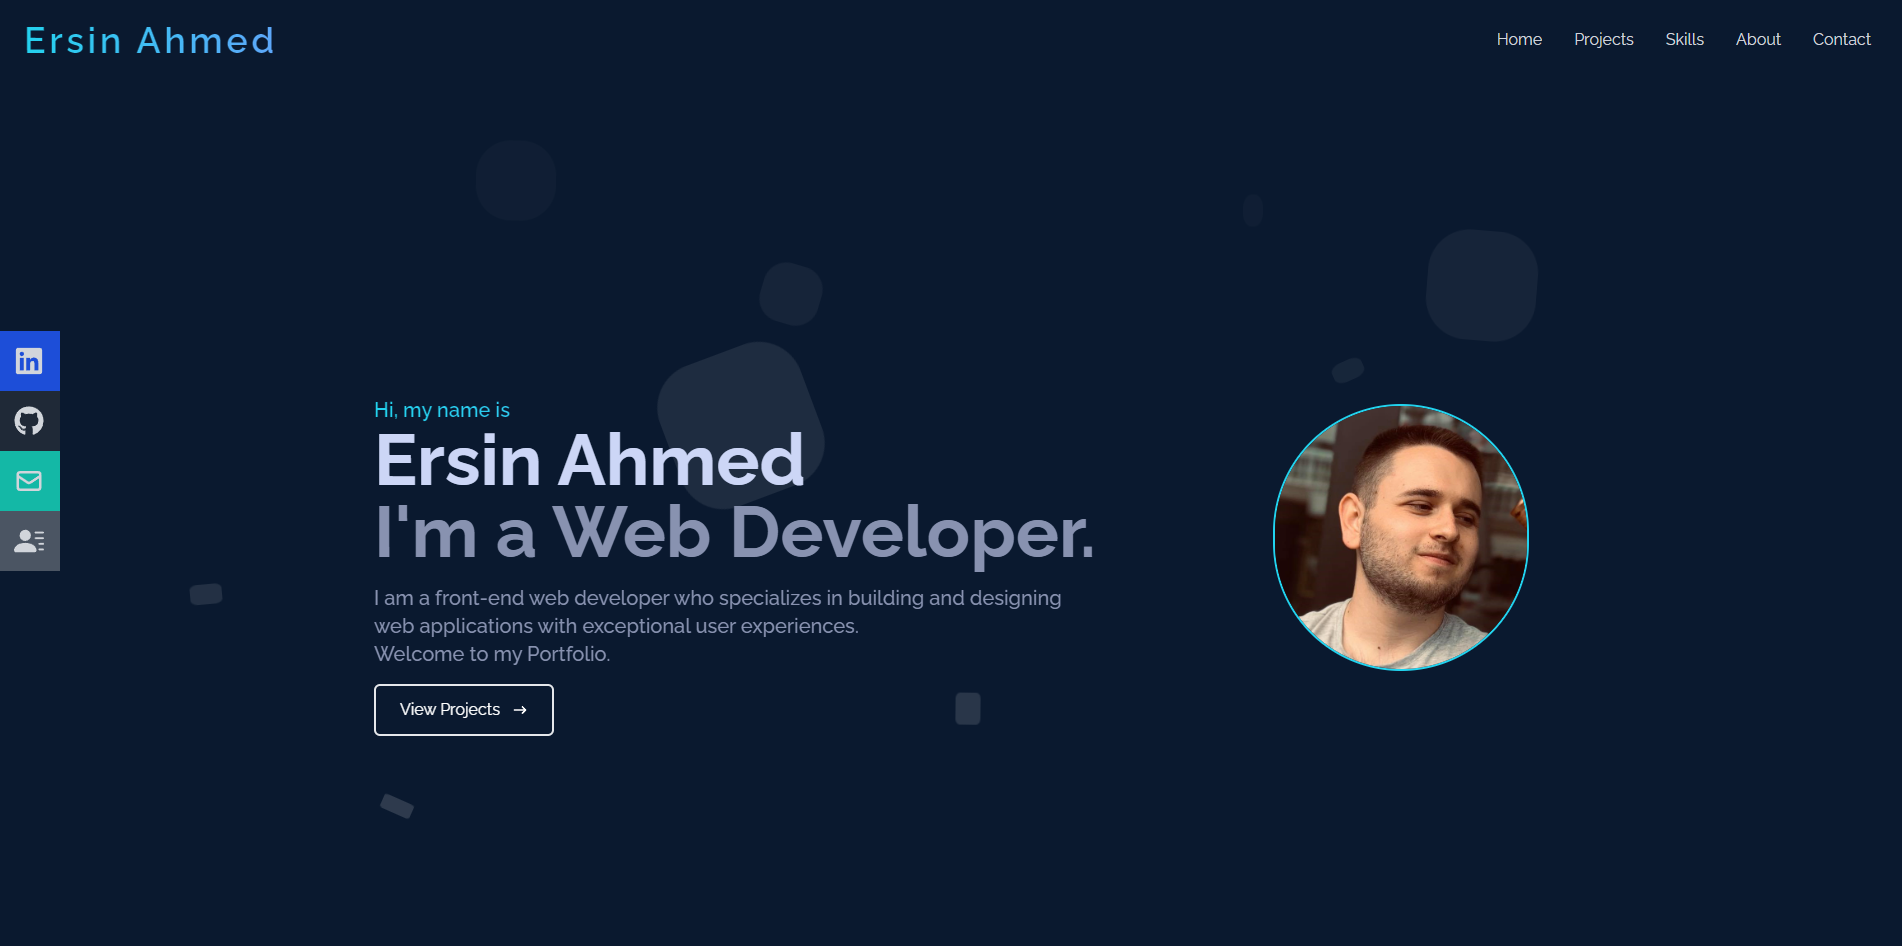 Ersin Ahmed
Home Projects Skills About Contact
in
Hi, my name is
Ersin Ahmed
I'm a Web Developer.
I am a front-end web developer who specializes in building and designing
web applications with exceptional user experiences.
Welcome to my Portfolio.
View Projects →